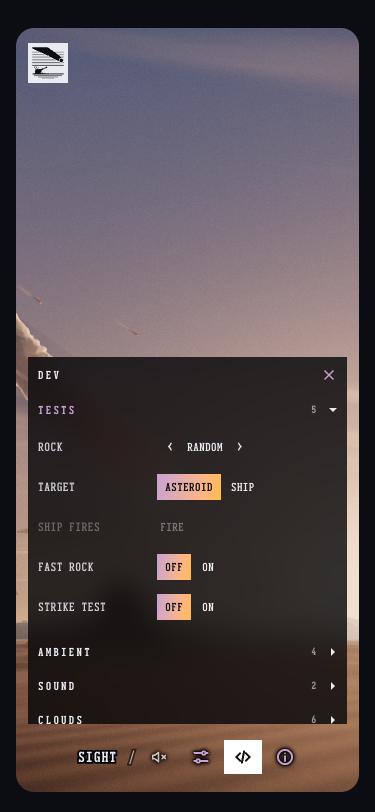 DEV
TESTS 5
ROCK RANDOM
TARGET ASTEROID SHIP
SHIP FIRES FIRE
FAST ROCK OFF ON
STRIKE TEST OFF ON
AMBIENT 4
SOUND 2
CLOUDS 6
SIGHT /